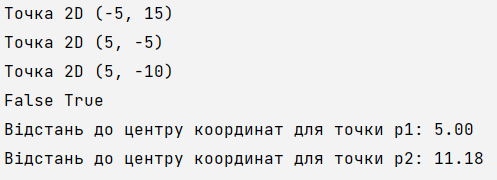 Точка 2D (-5, 15)
Точка 2D (5, -5)
Точка 2D (5, -10)
False True
Відстань до центру координат для точки p1: 5.00
Відстань до центру координат для точки p2: 11.18